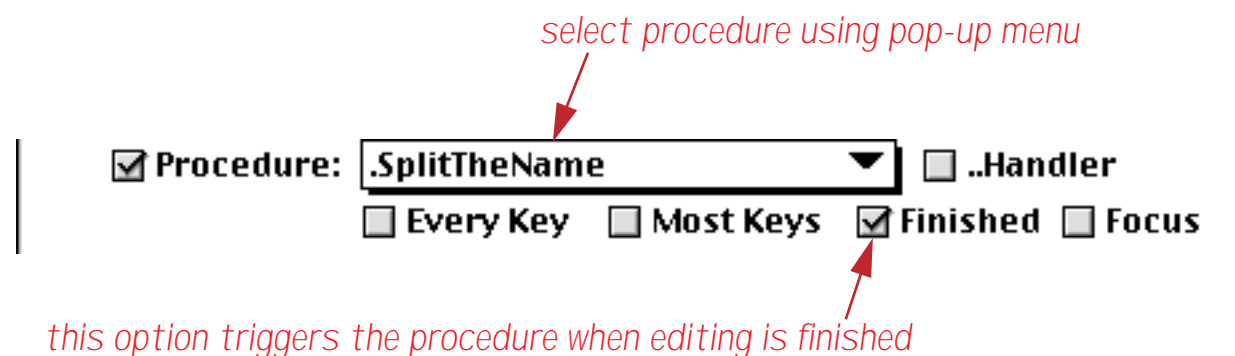 select procedure using pop-up menu
Procedure: .SplitTheName ..Handler
Every Key Most Keys Finished Focus
this option triggers the procedure when editing is finished